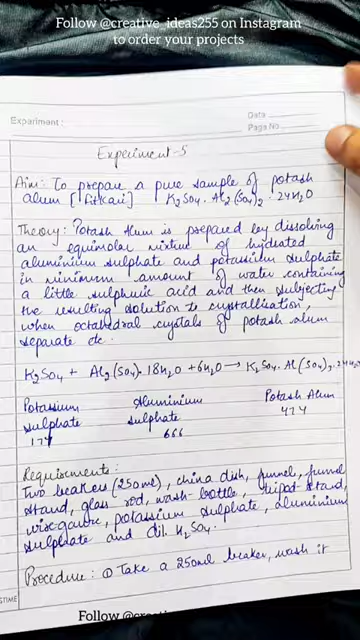 Follow @creative_ideas255 on Instagram
to order your projects
Experiment :
Date
Page No.
Experiment-5
Aim: To prepare a pure sample of potash
alum [fitkari] K₂SO₄. Al₂(SO₄)₂. 24H₂O
Theory: Potash Alum is prepared by dissolving
an equimolar mixture of hydrated
aluminium sulphate and potassium sulphate
in minimum amount of water containing
a little sulphuric acid and then subjecting
the resulting solution to crystallisation
when octahedral crystals of potash alum
separate etc.
K₂SO₄ + Al₂(SO₄). 18H₂O + 6H₂O → K₂SO₄. Al(SO₄)₃. 24H₂O
Potassium Aluminium Potash Alum
sulphate sulphate 474
174 666
Requirements:
Two beakers (250ml), china dish, funnel, funnel
stand, glass rod, wash-bottle, tripod-stand,
wire gauze, potassium sulphate, aluminium
sulphate and dil. K₂SO₄.
Procedure: ① Take a 250ml beaker, wash it
Follow @creati